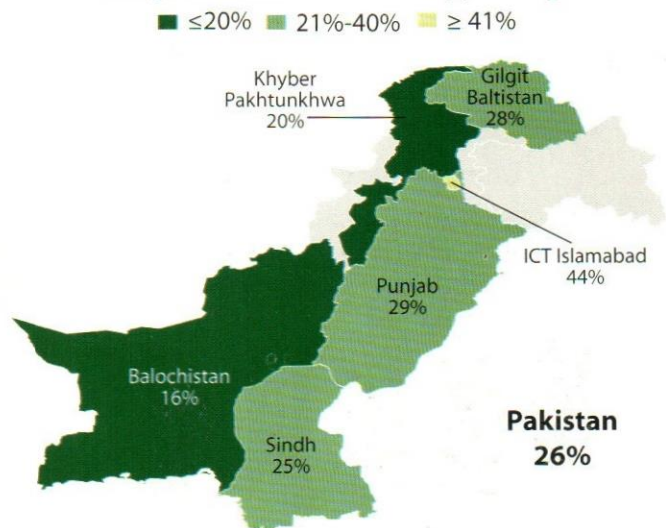 ≤20% 21%-40% ≥ 41%
Khyber
Pakhtunkhwa
20%
Gilgit
Baltistan
28%
ICT Islamabad
44%
Punjab
29%
Balochistan
16%
Sindh
25%
Pakistan
26%